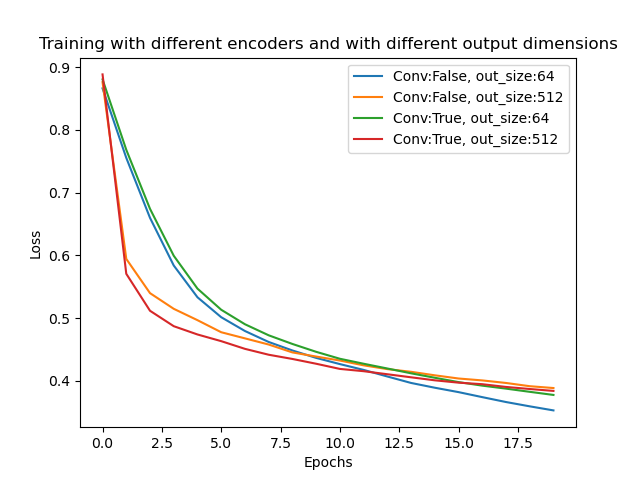 Training with different encoders and with different output dimensions
0.9
0.8
0.7
0.6
0.5
0.4
Loss
Conv:False, out_size:64
Conv:False, out_size:512
Conv:True, out_size:64
Conv:True, out_size:512
0.0 2.5 5.0 7.5 10.0 12.5 15.0 17.5
Epochs